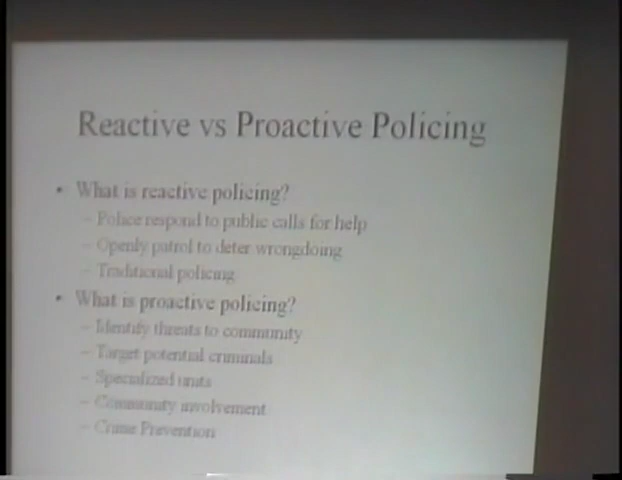 Reactive vs Proactive Policing
• What is reactive policing?
– Police respond to public calls for help
– Openly patrol to deter wrongdoing
– Traditional policing
• What is proactive policing?
– Identify threats to community
– Target potential criminals
– Specialized units
– Community involvement
– Crime Prevention